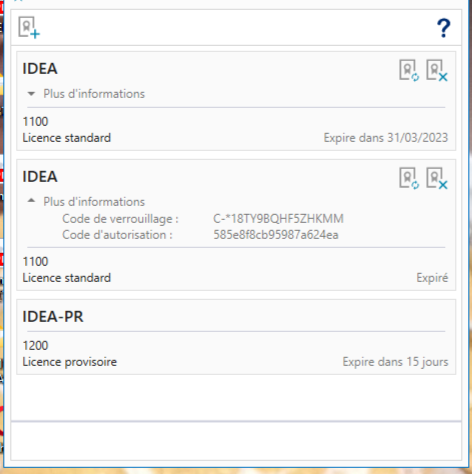 ?
IDEA
Plus d'informations
1100
Licence standard
Expire dans 31/03/2023
IDEA
Plus d'informations
Code de verrouillage : C-*18TY9BQHF5ZHKMM
Code d'autorisation : 585e8f8cb95987a624ea
1100
Licence standard
Expiré
IDEA-PR
1200
Licence provisoire
Expire dans 15 jours